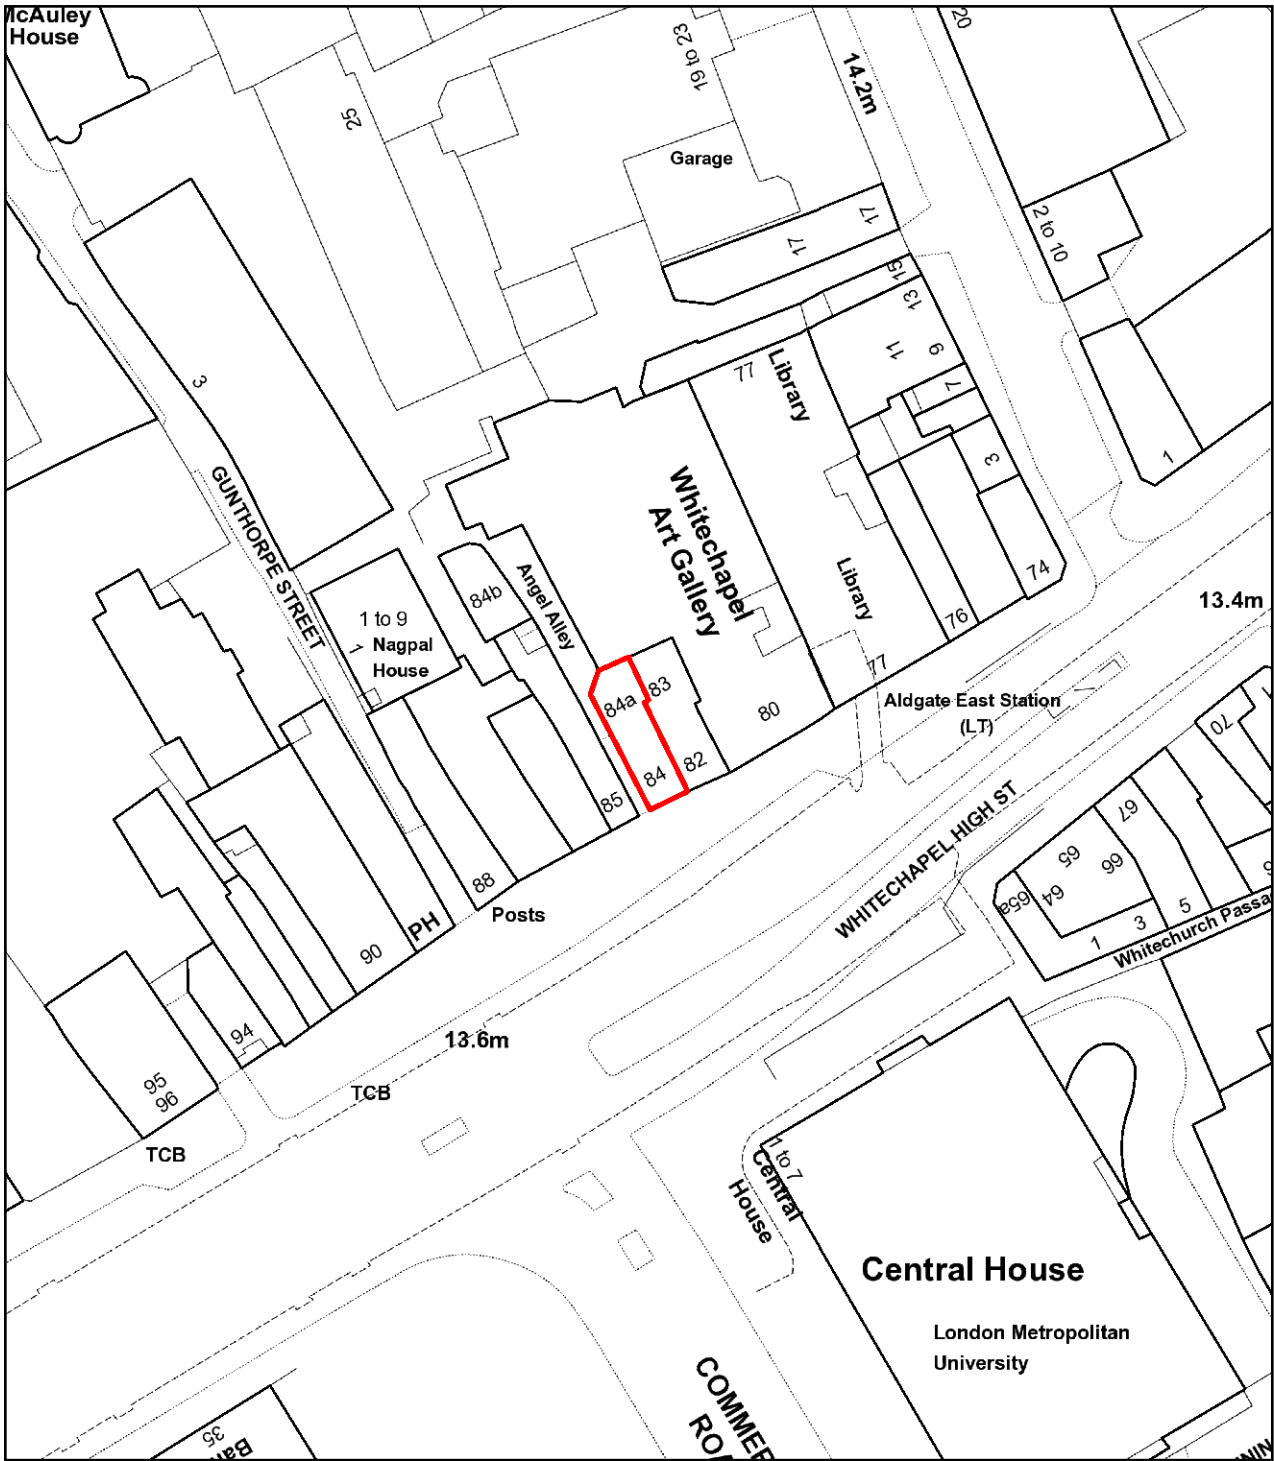 McAuley
House
25
19 to 23
14.2m
20
Garage
17
17
2 to 10
15
13
11
9
7
3
3
77
Library
1
GUNTHORPE STREET
Whitechapel
Art Gallery
Angel Alley
84b
1 to 9
1
Nagpal
House
Library
74
76
13.4m
77
84a
83
80
Aldgate East Station
(LT)
70
84
82
85
WHITECHAPEL HIGH ST
67
65
66
64
65a
1
3
5
Whitechurch Passa
88
Posts
PH
90
94
13.6m
95
96
TCB
TCB
1 to 7
Central
House
Central House
London Metropolitan
University
COMMER
ROA
35
Ban